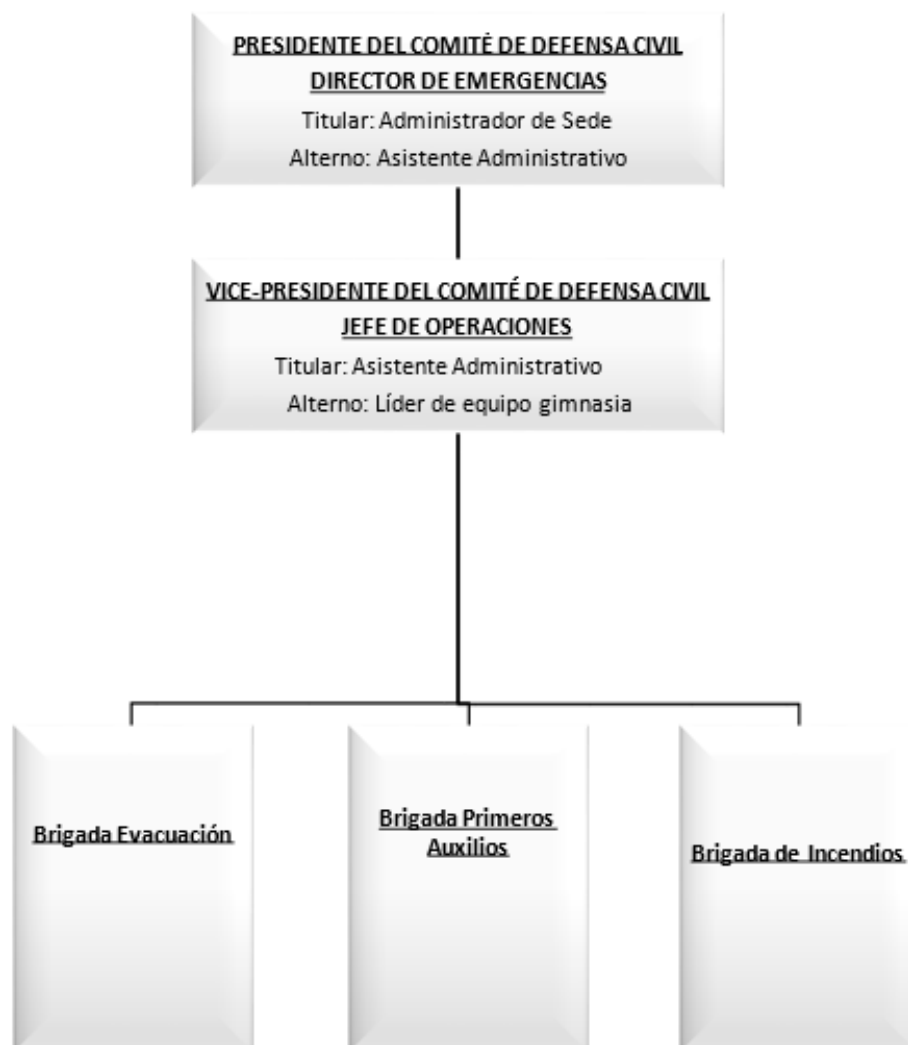 PRESIDENTE DEL COMITÉ DE DEFENSA CIVIL
DIRECTOR DE EMERGENCIAS
Titular: Administrador de Sede
Alterno: Asistente Administrativo
VICE-PRESIDENTE DEL COMITÉ DE DEFENSA CIVIL
JEFE DE OPERACIONES
Titular: Asistente Administrativo
Alterno: Líder de equipo gimnasia
Brigada Evacuación
Brigada Primeros
Auxilios
Brigada de Incendios